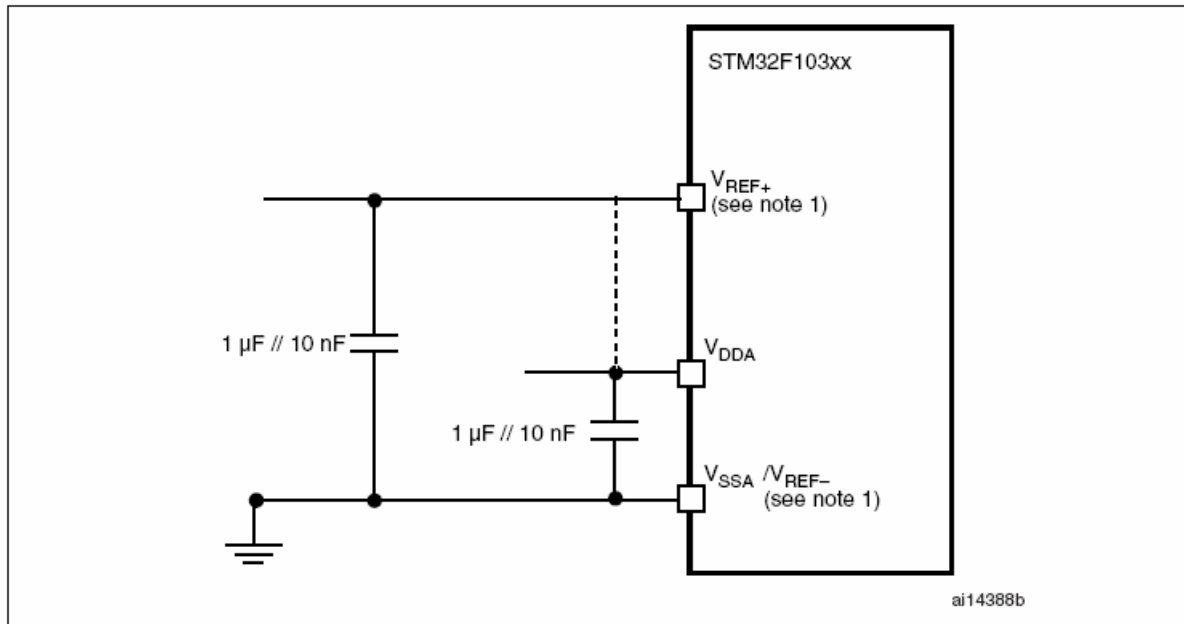 STM32F103xx
VREF+
(see note 1)
1 µF // 10 nF
VDDA
1 µF // 10 nF
VSSA /VREF–
(see note 1)
ai14388b